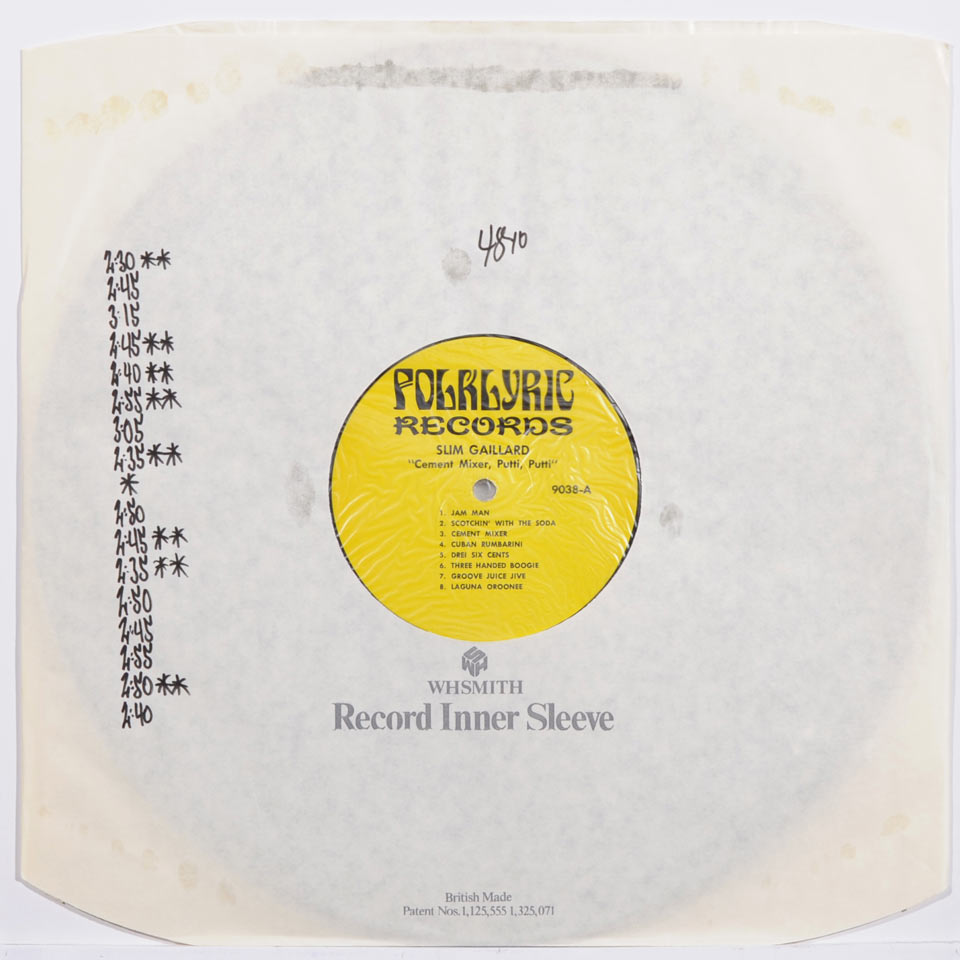 4810
2:30 **
2:45
3:15
2:45 **
2:40 **
2:55 **
3:05
2:35 **
*
2:50
2:45 **
2:35 **
2:50
2:45
2:55
2:50 **
2:40
FOLKLYRIC
RECORDS
SLIM GAILLARD
"Cement Mixer, Putti, Putti"
9038-A
1. JAM MAN
2. SCOTCHIN' WITH THE SODA
3. CEMENT MIXER
4. CUBAN RUMBARINI
5. DREI SIX CENTS
6. THREE HANDED BOOGIE
7. GROOVE JUICE JIVE
8. LAGUNA OROONEE
WHSMITH
Record Inner Sleeve
British Made
Patent Nos. 1,125,555 1,325,071